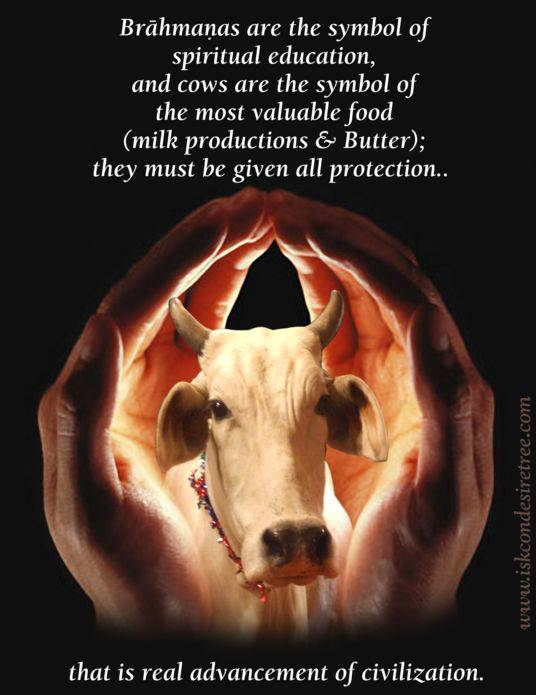 Brāhmaṇas are the symbol of
spiritual education,
and cows are the symbol of
the most valuable food
(milk productions & Butter);
they must be given all protection..
www.iskcondesiretree.com
that is real advancement of civilization.